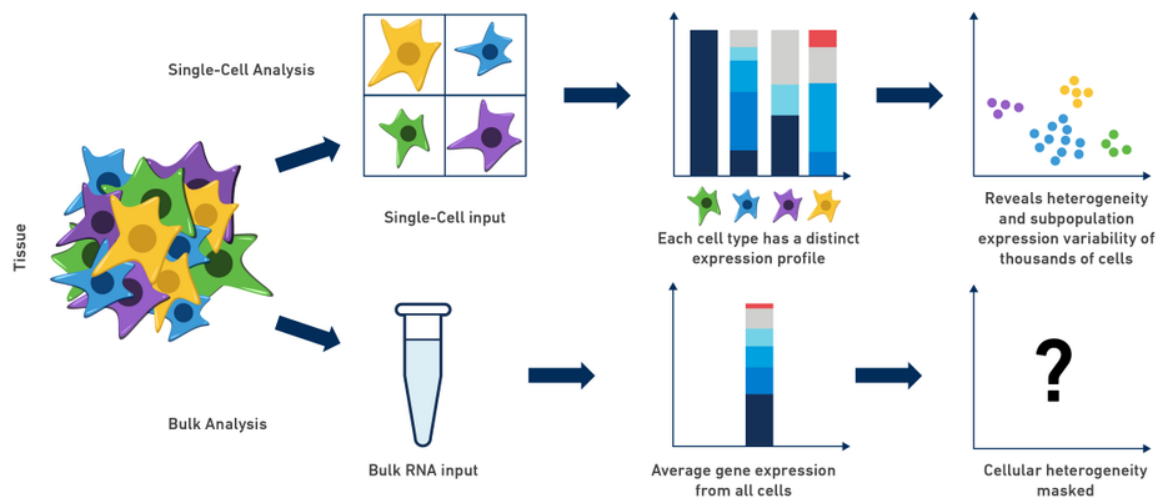 Single-Cell Analysis
Single-Cell input
Each cell type has a distinct
expression profile
Reveals heterogeneity
and subpopulation
expression variability of
thousands of cells
Tissue
Bulk Analysis
Bulk RNA input
Average gene expression
from all cells
?
Cellular heterogeneity
masked